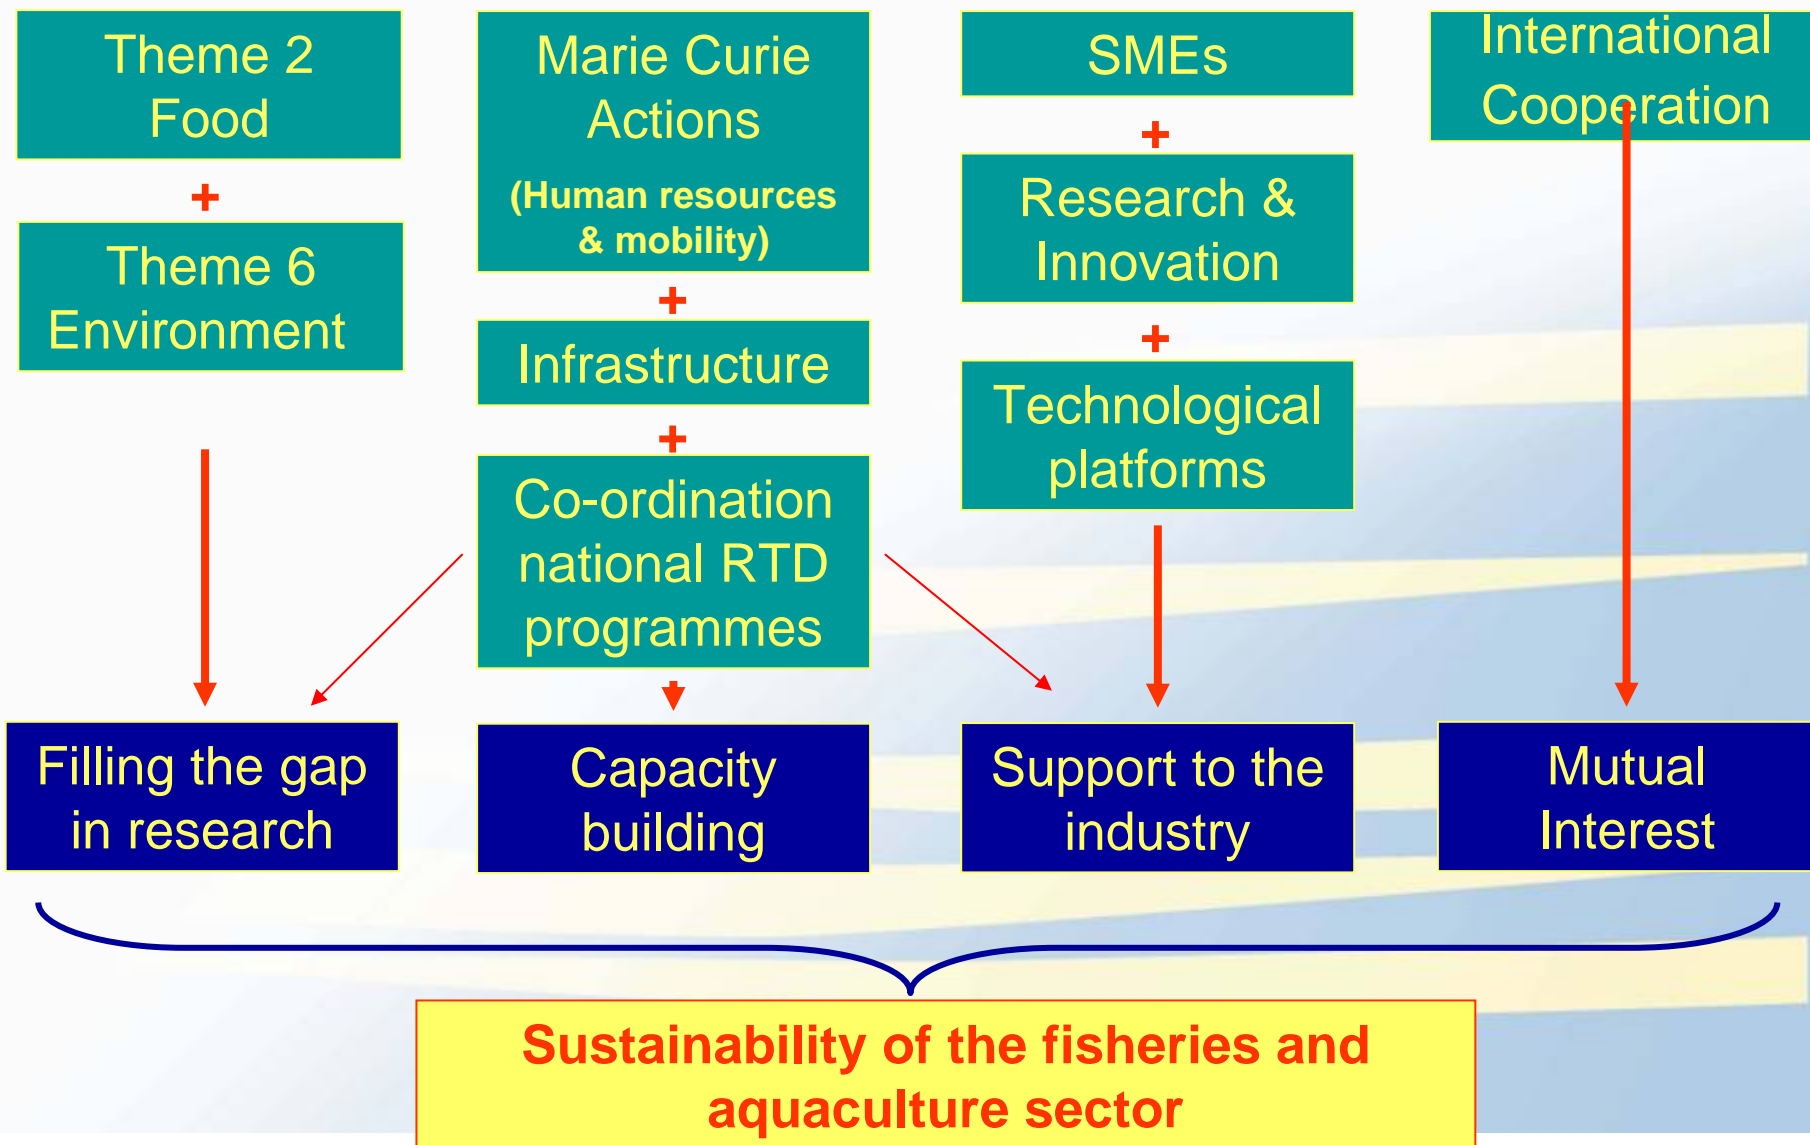 Theme 2
Food
+
Theme 6
Environment
Marie Curie
Actions
(Human resources
& mobility)
+
Infrastructure
+
Co-ordination
national RTD
programmes
SMEs
+
Research &
Innovation
+
Technological
platforms
International
Cooperation
Filling the gap
in research
Capacity
building
Support to the
industry
Mutual
Interest
Sustainability of the fisheries and
aquaculture sector